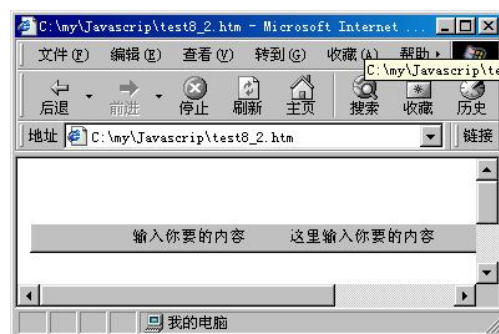 C:\my\Javascrip\test8_2.htm - Microsoft Internet ...
文件(F) 编辑(E) 查看(V) 转到(G) 收藏(A) 帮助
C:\my\Javascrip\te
后退 前进 停止 刷新 主页 搜索 收藏 历史
地址 C:\my\Javascrip\test8_2.htm 链接
输入你要的内容 这里输入你要的内容
我的电脑